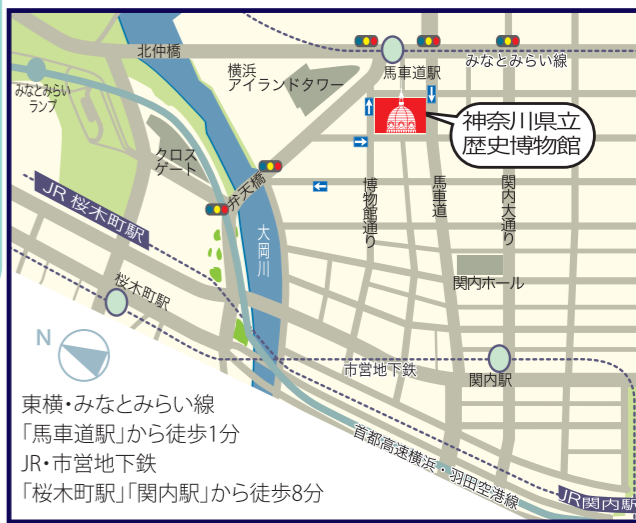 北仲橋
横浜
アイランドタワー
馬車道駅
みなとみらい線
みなとみらい
ランプ
神奈川県立
歴史博物館
クロス
ゲート
弁天橋
JR 桜木町駅
大岡川
博物館通り
馬車道
関内大通り
関内ホール
桜木町駅
N
市営地下鉄
関内駅
首都高速横浜・羽田空港線
JR関内駅
東横・みなとみらい線
「馬車道駅」から徒歩1分
JR・市営地下鉄
「桜木町駅」「関内駅」から徒歩8分